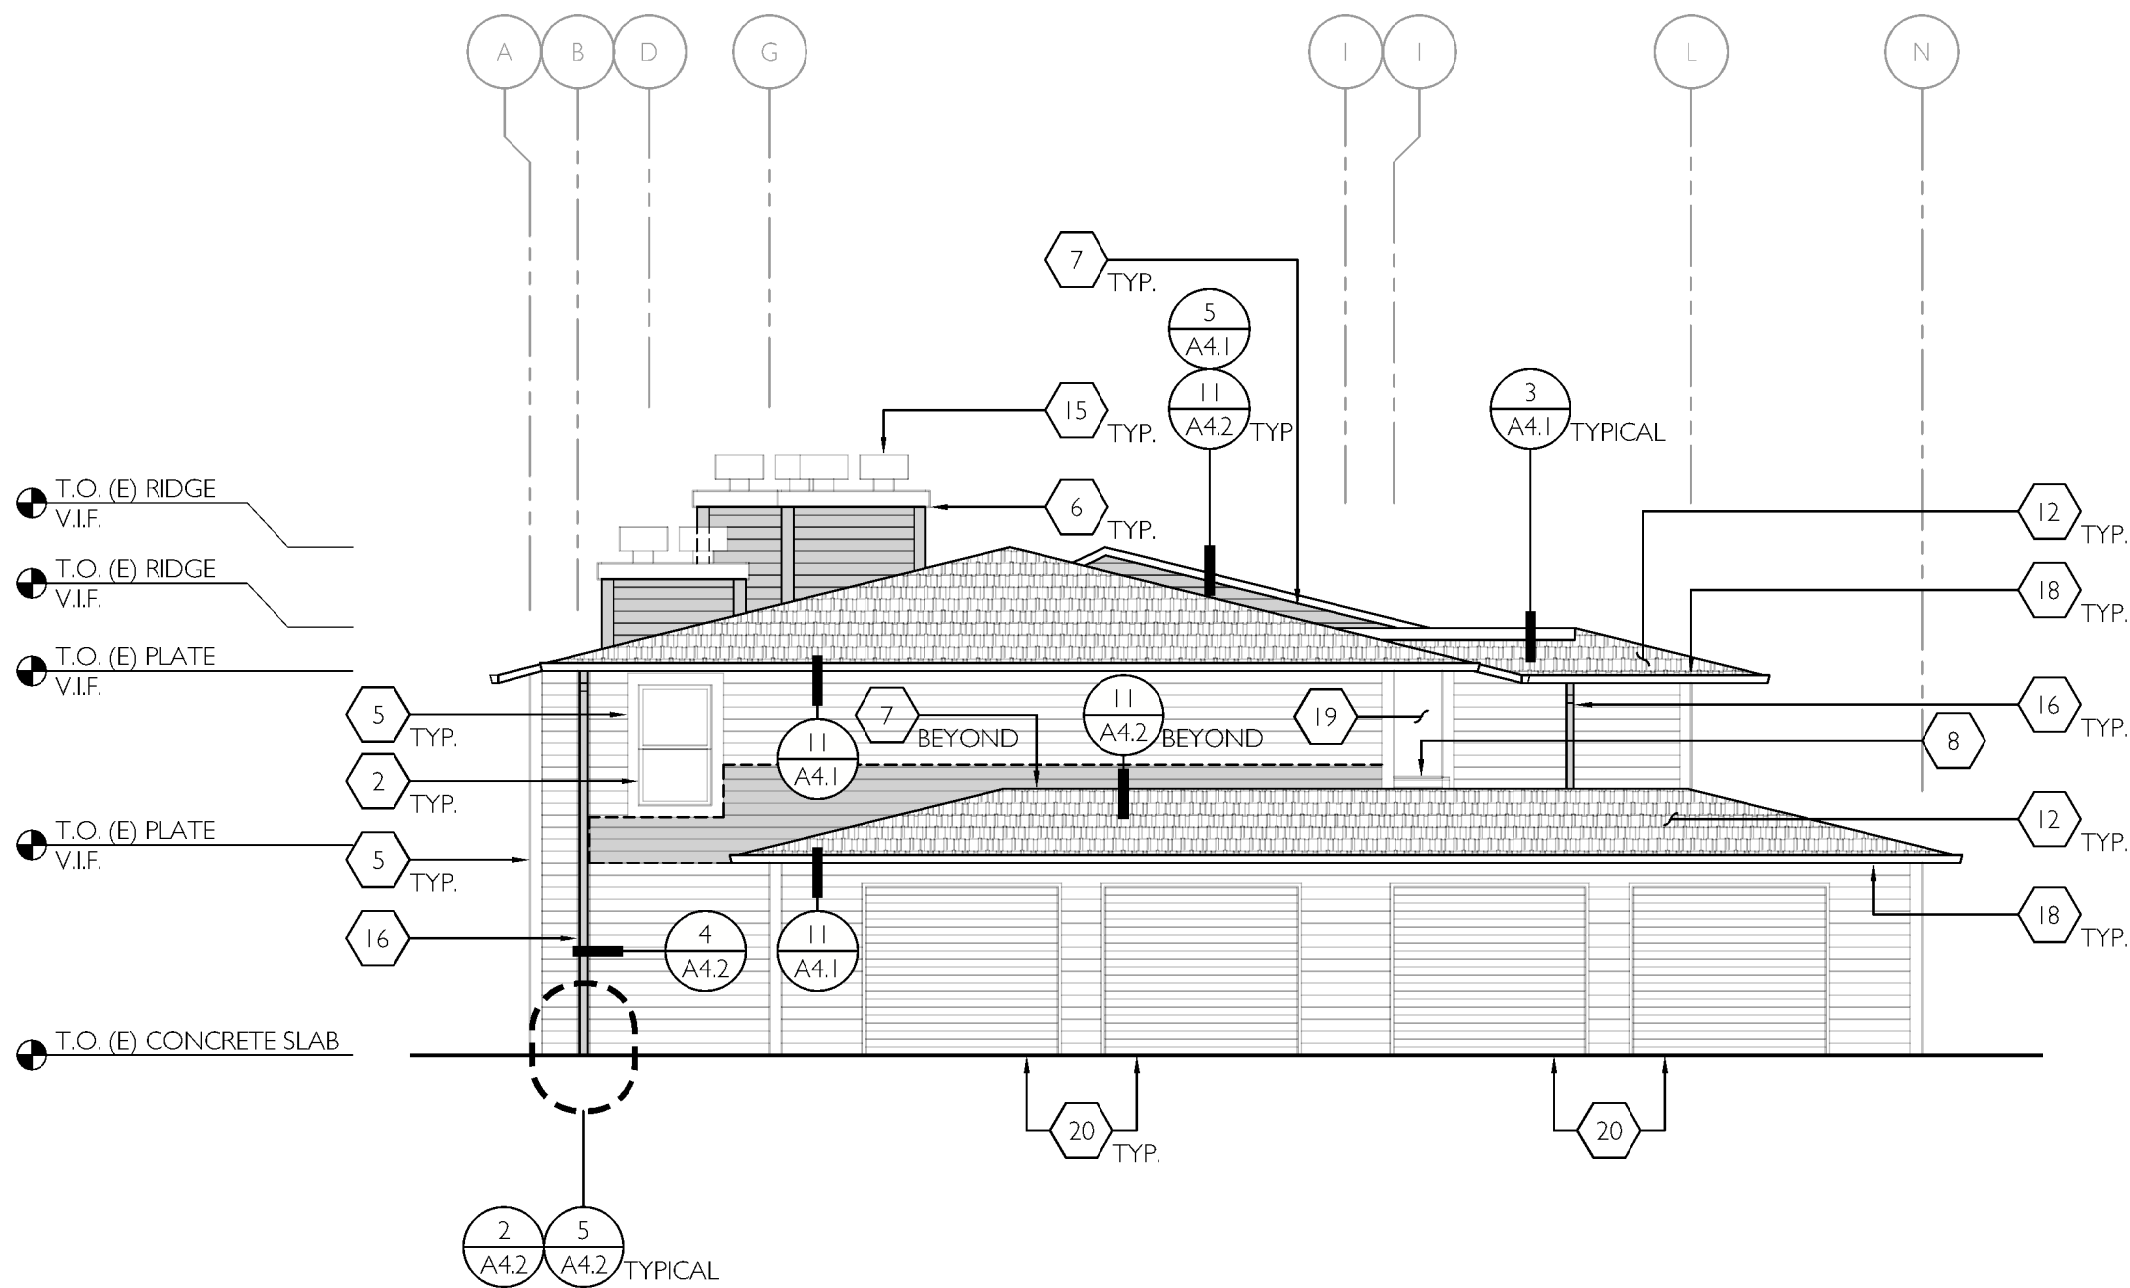 A B D G I I L N
7
TYP.
5
A4.1
15
TYP.
11
A4.2 TYP
3
A4.1 TYPICAL
T.O. (E) RIDGE
V.I.F.
6
TYP.
12
TYP.
T.O. (E) RIDGE
V.I.F.
18
TYP.
T.O. (E) PLATE
V.I.F.
5
TYP.
7
BEYOND
11
A4.2 BEYOND
19
16
TYP.
8
11
A4.1
2
TYP.
T.O. (E) PLATE
V.I.F.
12
TYP.
5
TYP.
18
TYP.
16
4
A4.2
11
A4.1
T.O. (E) CONCRETE SLAB
20
TYP.
20
2
A4.2
5
A4.2 TYPICAL